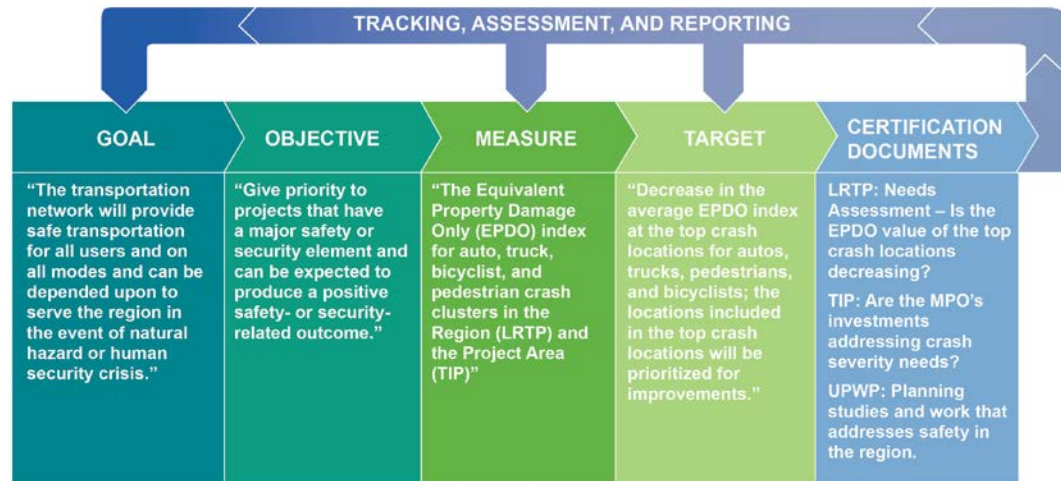 TRACKING, ASSESSMENT, AND REPORTING
GOAL
“The transportation
network will provide
safe transportation
for all users and on
all modes and can be
depended upon to
serve the region in
the event of natural
hazard or human
security crisis.”
OBJECTIVE
“Give priority to
projects that have
a major safety or
security element and
can be expected to
produce a positive
safety- or security-
related outcome.”
MEASURE
“The Equivalent
Property Damage
Only (EPDO) index
for auto, truck,
bicyclist, and
pedestrian crash
clusters in the
Region (LRTP) and
the Project Area
(TIP)”
TARGET
“Decrease in the
average EPDO index
at the top crash
locations for autos,
trucks, pedestrians,
and bicyclists; the
locations included
in the top crash
locations will be
prioritized for
improvements.”
CERTIFICATION
DOCUMENTS
LRTP: Needs
Assessment – Is the
EPDO value of the top
crash locations
decreasing?
TIP: Are the MPO’s
investments
addressing crash
severity needs?
UPWP: Planning
studies and work that
addresses safety in
the region.